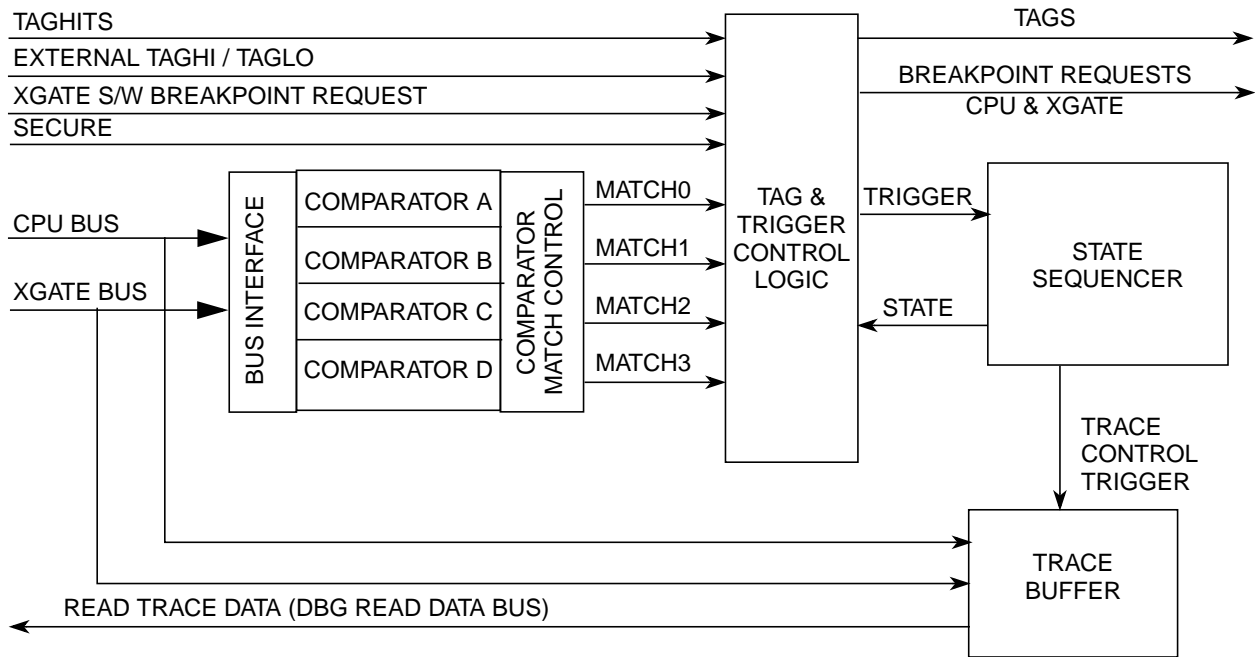 TAGHITS
EXTERNAL TAGHI / TAGLO
XGATE S/W BREAKPOINT REQUEST
SECURE
TAGS
BREAKPOINT REQUESTS
CPU & XGATE
CPU BUS
XGATE BUS
BUS INTERFACE
COMPARATOR A
COMPARATOR B
COMPARATOR C
COMPARATOR D
COMPARATOR
MATCH CONTROL
MATCH0
MATCH1
MATCH2
MATCH3
TAG &
TRIGGER
CONTROL
LOGIC
TRIGGER
STATE
STATE
SEQUENCER
TRACE
CONTROL
TRIGGER
TRACE
BUFFER
READ TRACE DATA (DBG READ DATA BUS)